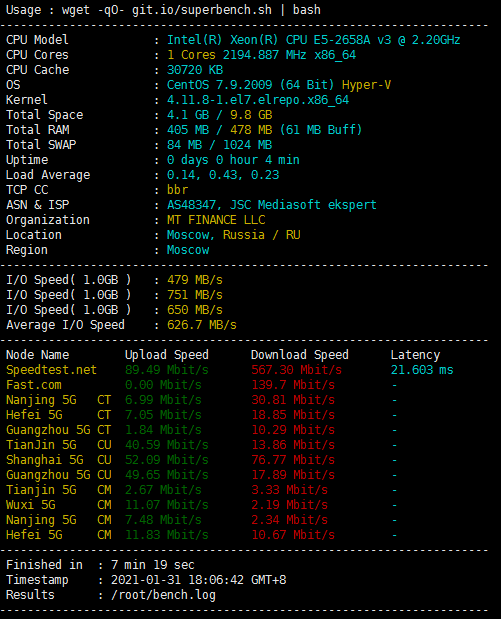 Usage : wget -qO- git.io/superbench.sh | bash
----------------------------------------------------------------------
CPU Model            : Intel(R) Xeon(R) CPU E5-2658A v3 @ 2.20GHz
CPU Cores            : 1 Cores 2194.887 MHz x86_64
CPU Cache            : 30720 KB
OS                   : CentOS 7.9.2009 (64 Bit) Hyper-V
Kernel               : 4.11.8-1.el7.elrepo.x86_64
Total Space          : 4.1 GB / 9.8 GB
Total RAM            : 405 MB / 478 MB (61 MB Buff)
Total SWAP           : 84 MB / 1024 MB
Uptime               : 0 days 0 hour 4 min
Load Average         : 0.14, 0.43, 0.23
TCP CC               : bbr
ASN & ISP            : AS48347, JSC Mediasoft ekspert
Organization         : MT FINANCE LLC
Location             : Moscow, Russia / RU
Region               : Moscow
----------------------------------------------------------------------
I/O Speed( 1.0GB )   : 479 MB/s
I/O Speed( 1.0GB )   : 751 MB/s
I/O Speed( 1.0GB )   : 650 MB/s
Average I/O Speed    : 626.7 MB/s
----------------------------------------------------------------------
Node Name        Upload Speed      Download Speed      Latency
Speedtest.net    89.49 Mbit/s      567.30 Mbit/s       21.603 ms
Fast.com         0.00 Mbit/s       139.7 Mbit/s        -
Nanjing 5G   CT  6.99 Mbit/s       30.81 Mbit/s        -
Hefei 5G     CT  7.05 Mbit/s       18.85 Mbit/s        -
Guangzhou 5G CT  1.84 Mbit/s       10.29 Mbit/s        -
TianJin 5G   CU  40.59 Mbit/s      13.86 Mbit/s        -
Shanghai 5G  CU  52.09 Mbit/s      76.77 Mbit/s        -
Guangzhou 5G CU  49.65 Mbit/s      17.89 Mbit/s        -
Tianjin 5G   CM  2.67 Mbit/s       3.33 Mbit/s         -
Wuxi 5G      CM  11.07 Mbit/s      2.19 Mbit/s         -
Nanjing 5G   CM  7.48 Mbit/s       2.34 Mbit/s         -
Hefei 5G     CM  11.83 Mbit/s      10.67 Mbit/s        -
----------------------------------------------------------------------
Finished in  : 7 min 19 sec
Timestamp    : 2021-01-31 18:06:42 GMT+8
Results      : /root/bench.log
----------------------------------------------------------------------